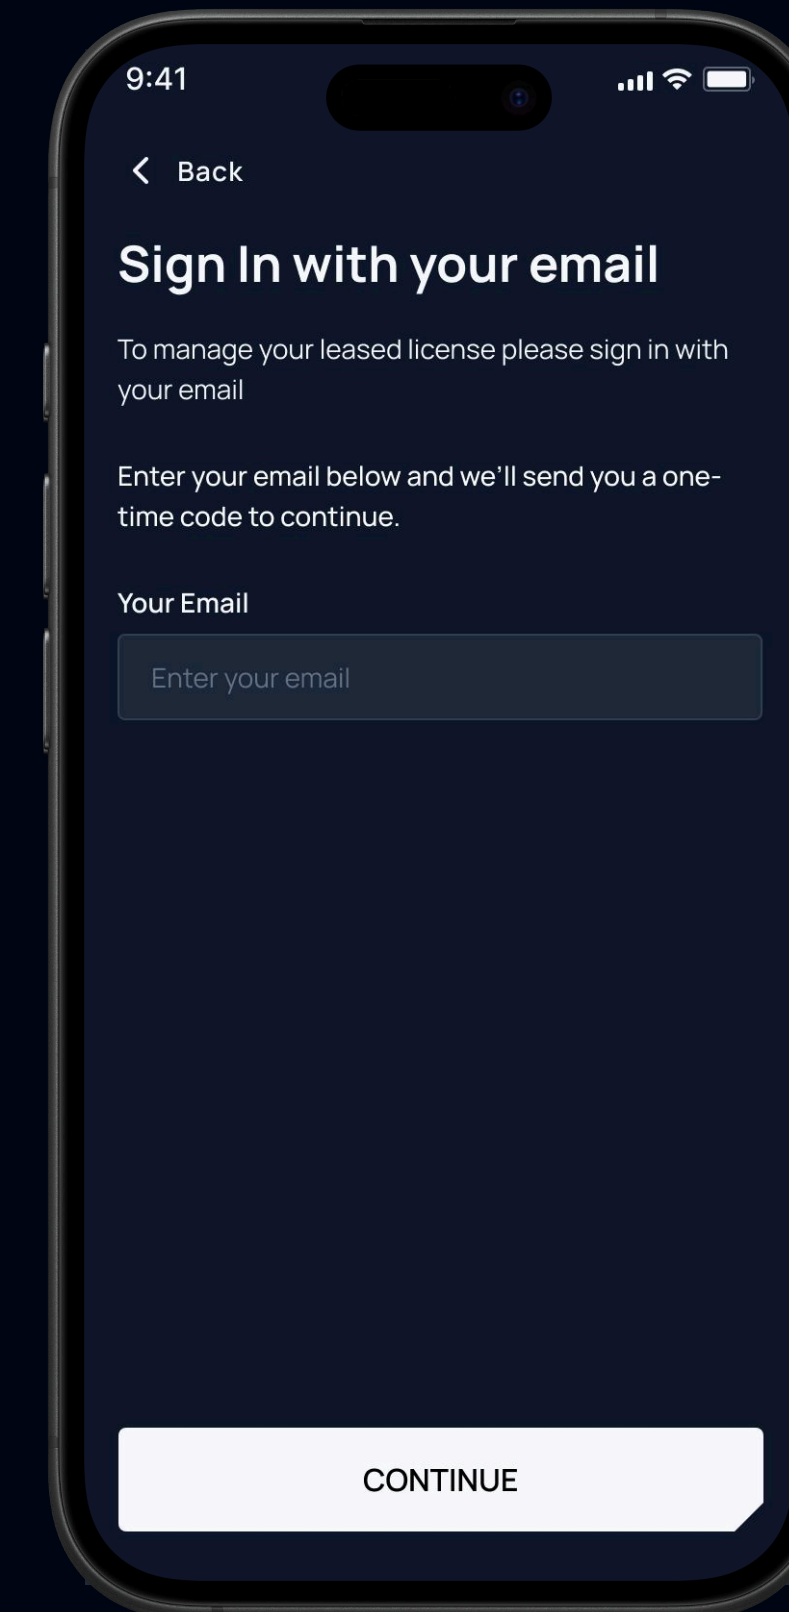 9:41
Back
Sign In with your email
To manage your leased license please sign in with
your email
Enter your email below and we'll send you a one-
time code to continue.
Your Email
Enter your email
CONTINUE